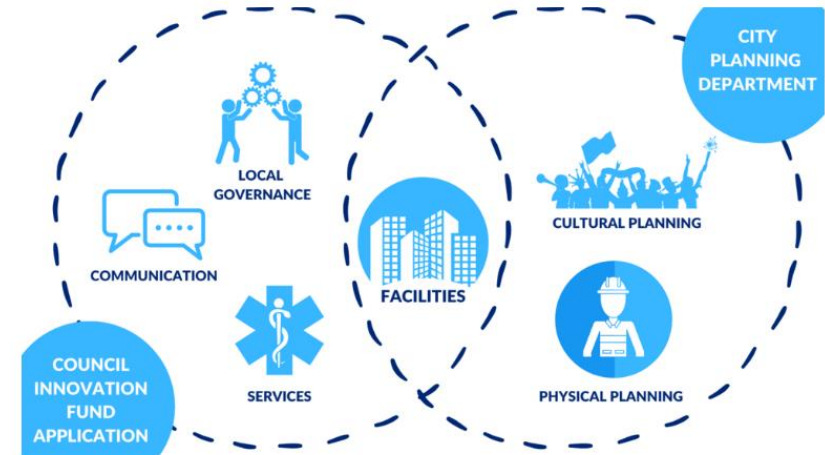 CITY
PLANNING
DEPARTMENT
LOCAL
GOVERNANCE
CULTURAL PLANNING
COMMUNICATION
FACILITIES
SERVICES
PHYSICAL PLANNING
COUNCIL
INNOVATION
FUND
APPLICATION